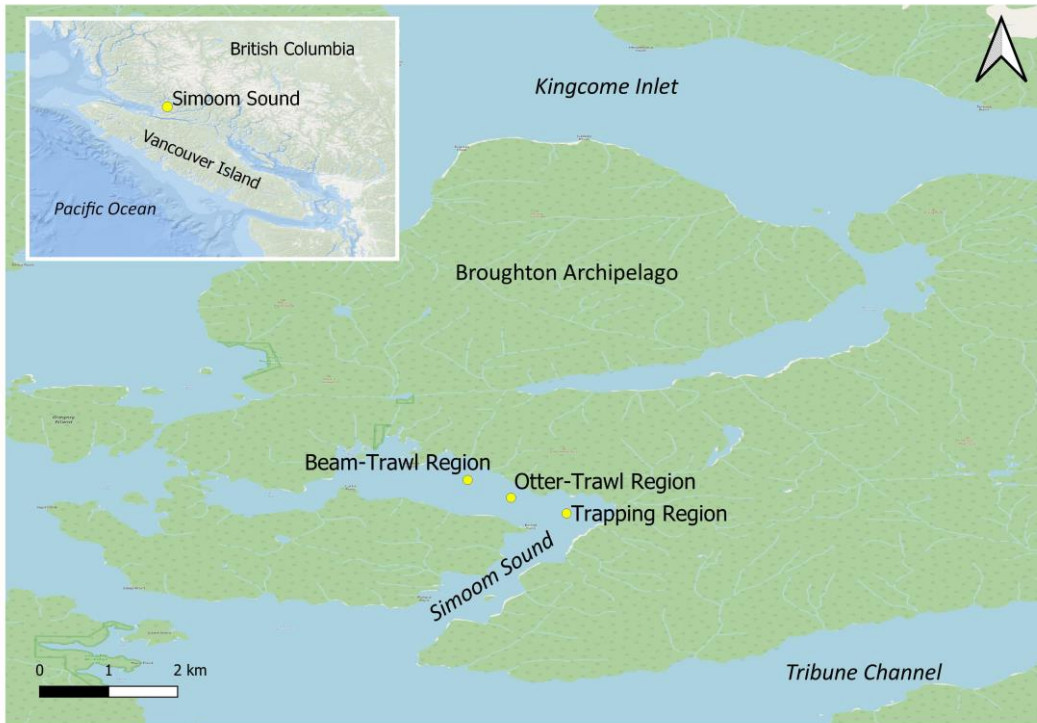 British Columbia
Simoom Sound
Vancouver Island
Pacific Ocean
Kingcome Inlet
Broughton Archipelago
Beam-Trawl Region
Otter-Trawl Region
Trapping Region
Simoom Sound
0 1 2 km
Tribune Channel